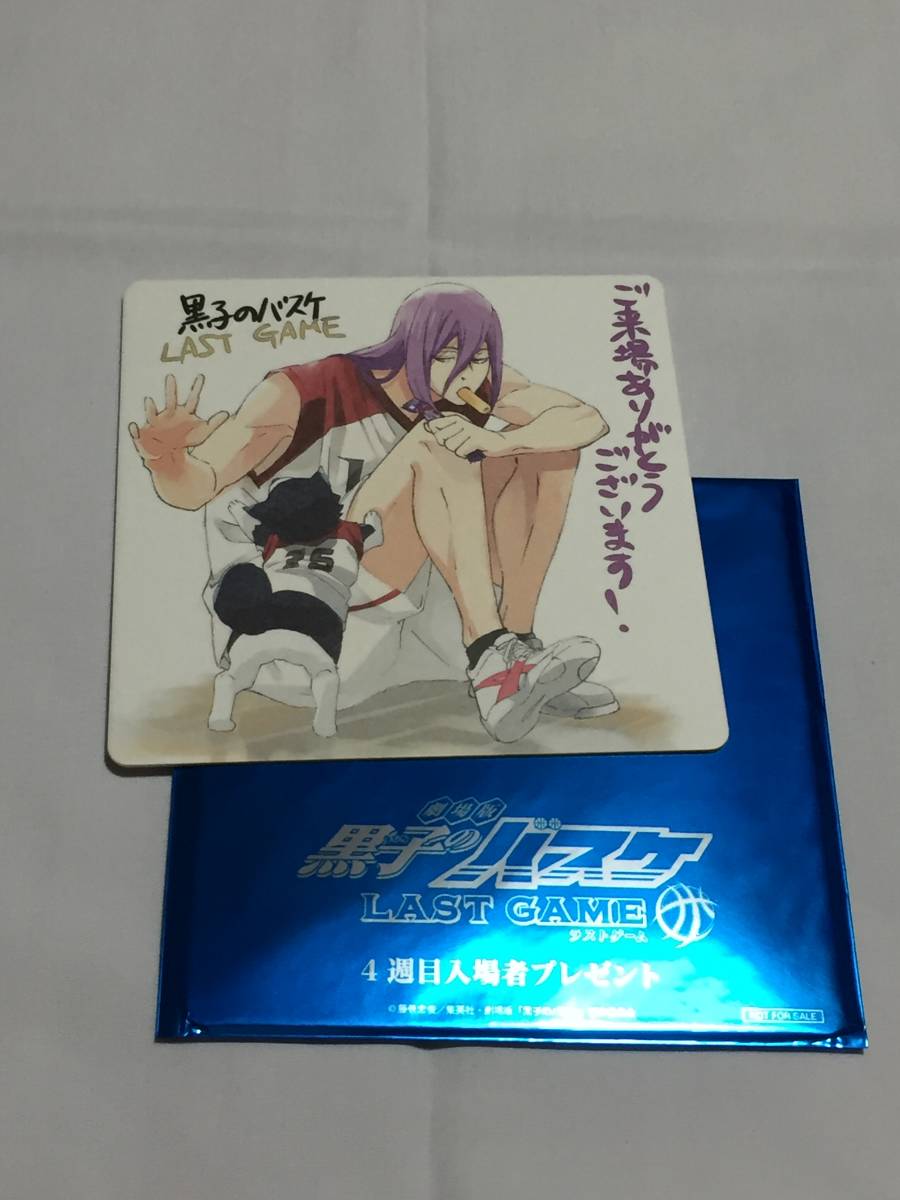 黒子のバスケ
LAST GAME
ご来場ありがとう
ございます!
劇場版
黒子のバスケ
LAST GAME
ラストゲーム
4週目入場者プレゼント
NOT FOR SALE